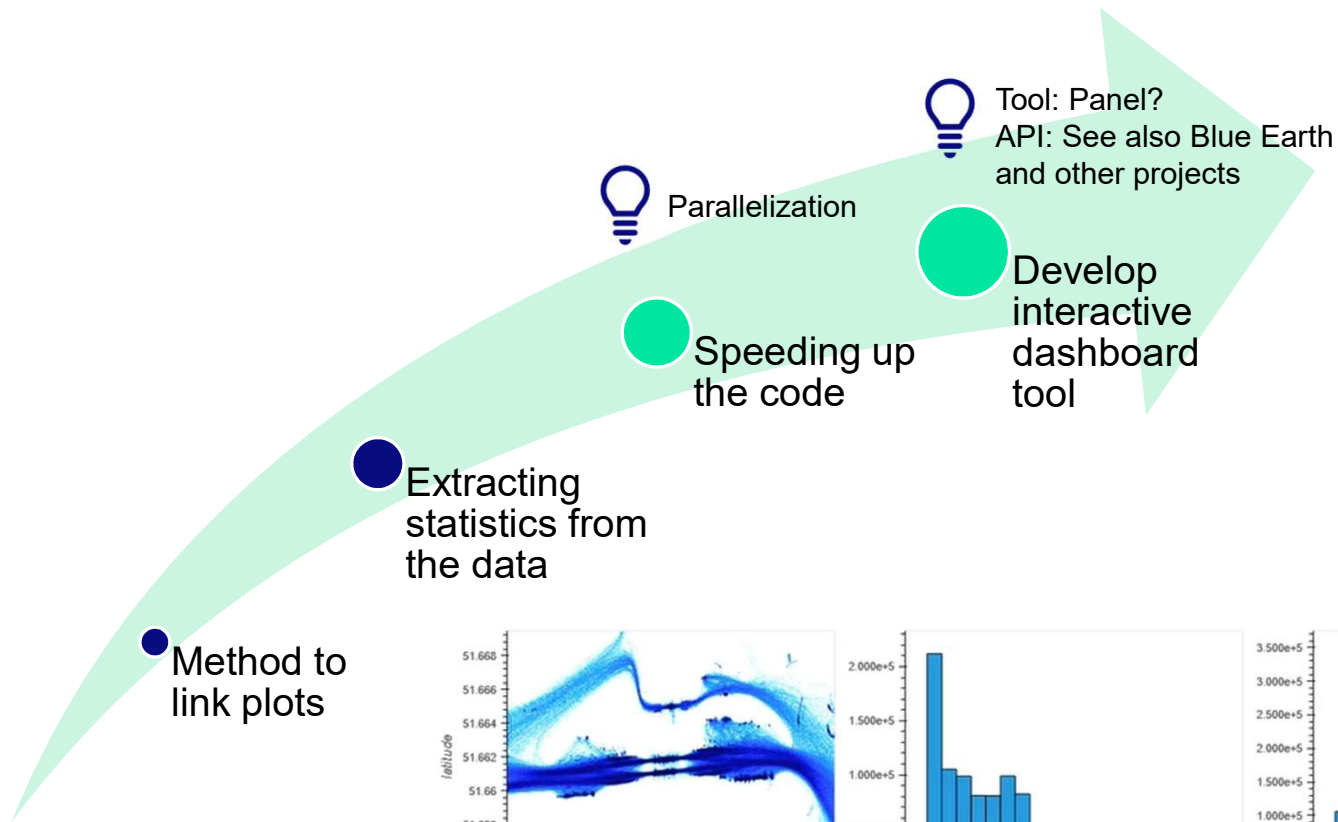 Tool: Panel?
API: See also Blue Earth
and other projects
Parallelization
Develop
interactive
dashboard
tool
Speeding up
the code
Extracting
statistics from
the data
Method to
link plots
51.668
51.666
51.664
51.662
51.66
latitude
2.000e+5
1.500e+5
1.000e+5
3.500e+5
3.000e+5
2.500e+5
2.000e+5
1.500e+5
1.000e+5